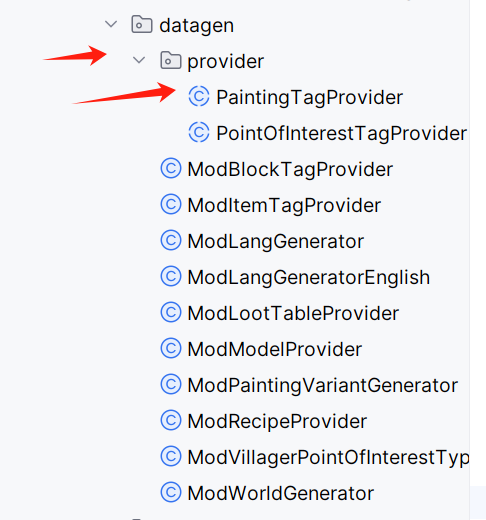 datagen
provider
PaintingTagProvider
PointOfInterestTagProvider
ModBlockTagProvider
ModItemTagProvider
ModLangGenerator
ModLangGeneratorEnglish
ModLootTableProvider
ModModelProvider
ModPaintingVariantGenerator
ModRecipeProvider
ModVillagerPointOfInterestTyp
ModWorldGenerator